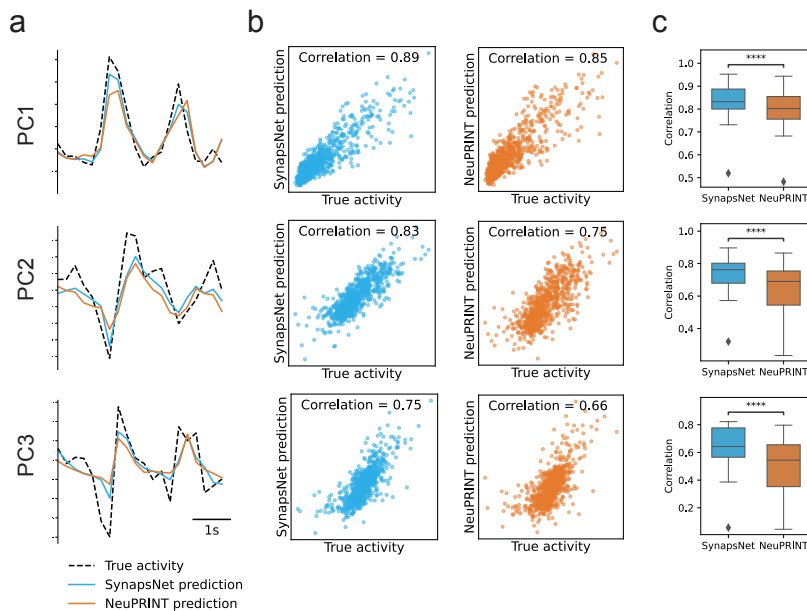 a
b
c
PC1
PC2
PC3
1s
True activity
SynapsNet prediction
NeuPRINT prediction
Correlation = 0.89
SynapsNet prediction
True activity
Correlation = 0.85
NeuPRINT prediction
True activity
Correlation = 0.83
SynapsNet prediction
True activity
Correlation = 0.75
NeuPRINT prediction
True activity
Correlation = 0.75
SynapsNet prediction
True activity
Correlation = 0.66
NeuPRINT prediction
True activity
****
Correlation
1.0
0.9
0.8
0.7
0.6
0.5
SynapsNet NeuPRINT
****
Correlation
0.8
0.6
0.4
SynapsNet NeuPRINT
****
Correlation
0.8
0.6
0.4
0.2
SynapsNet NeuPRINT